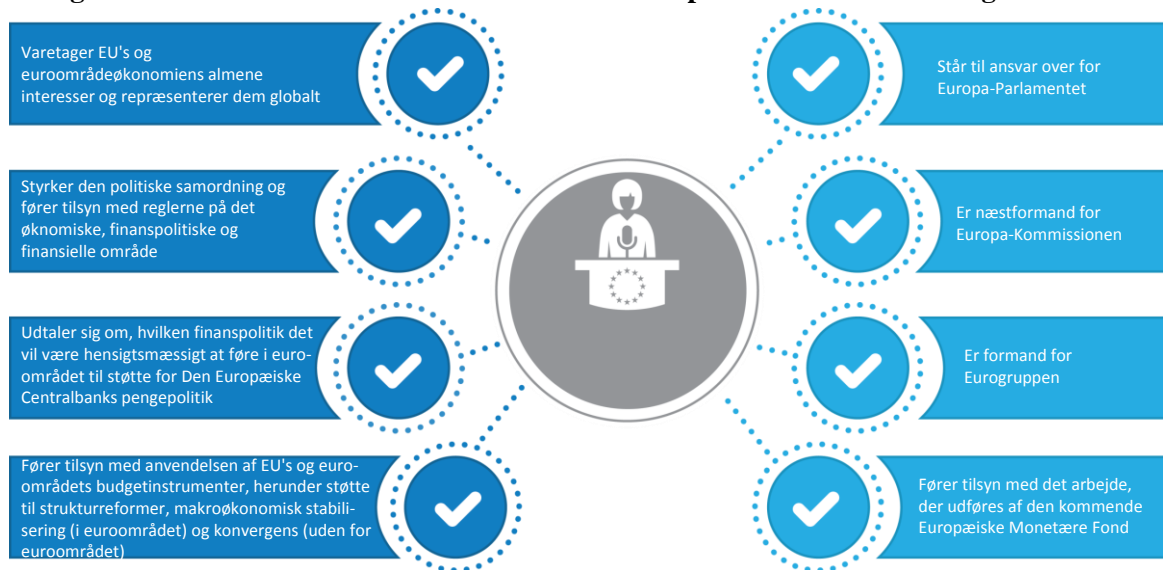 Varetager EU's og
euroområdeøkonomiens almene
interesser og repræsenterer dem globalt
Styrker den politiske samordning og
fører tilsyn med reglerne på det
øknomiske, finanspolitiske og
finansielle område
Udtaler sig om, hvilken finanspolitik det
vil være hensigtsmæssigt at føre i euro-
området til støtte for Den Europæiske
Centralbanks pengepolitik
Fører tilsyn med anvendelsen af EU's og euro-
områdets budgetinstrumenter, herunder støtte
til strukturreformer, makroøkonomisk stabili-
sering (i euroområdet) og konvergens (uden for
euroområdet)
Står til ansvar over for
Europa-Parlamentet
Er næstformand for
Europa-Kommissionen
Er formand for
Eurogruppen
Fører tilsyn med det arbejde,
der udføres af den kommende
Europæiske Monetære Fond